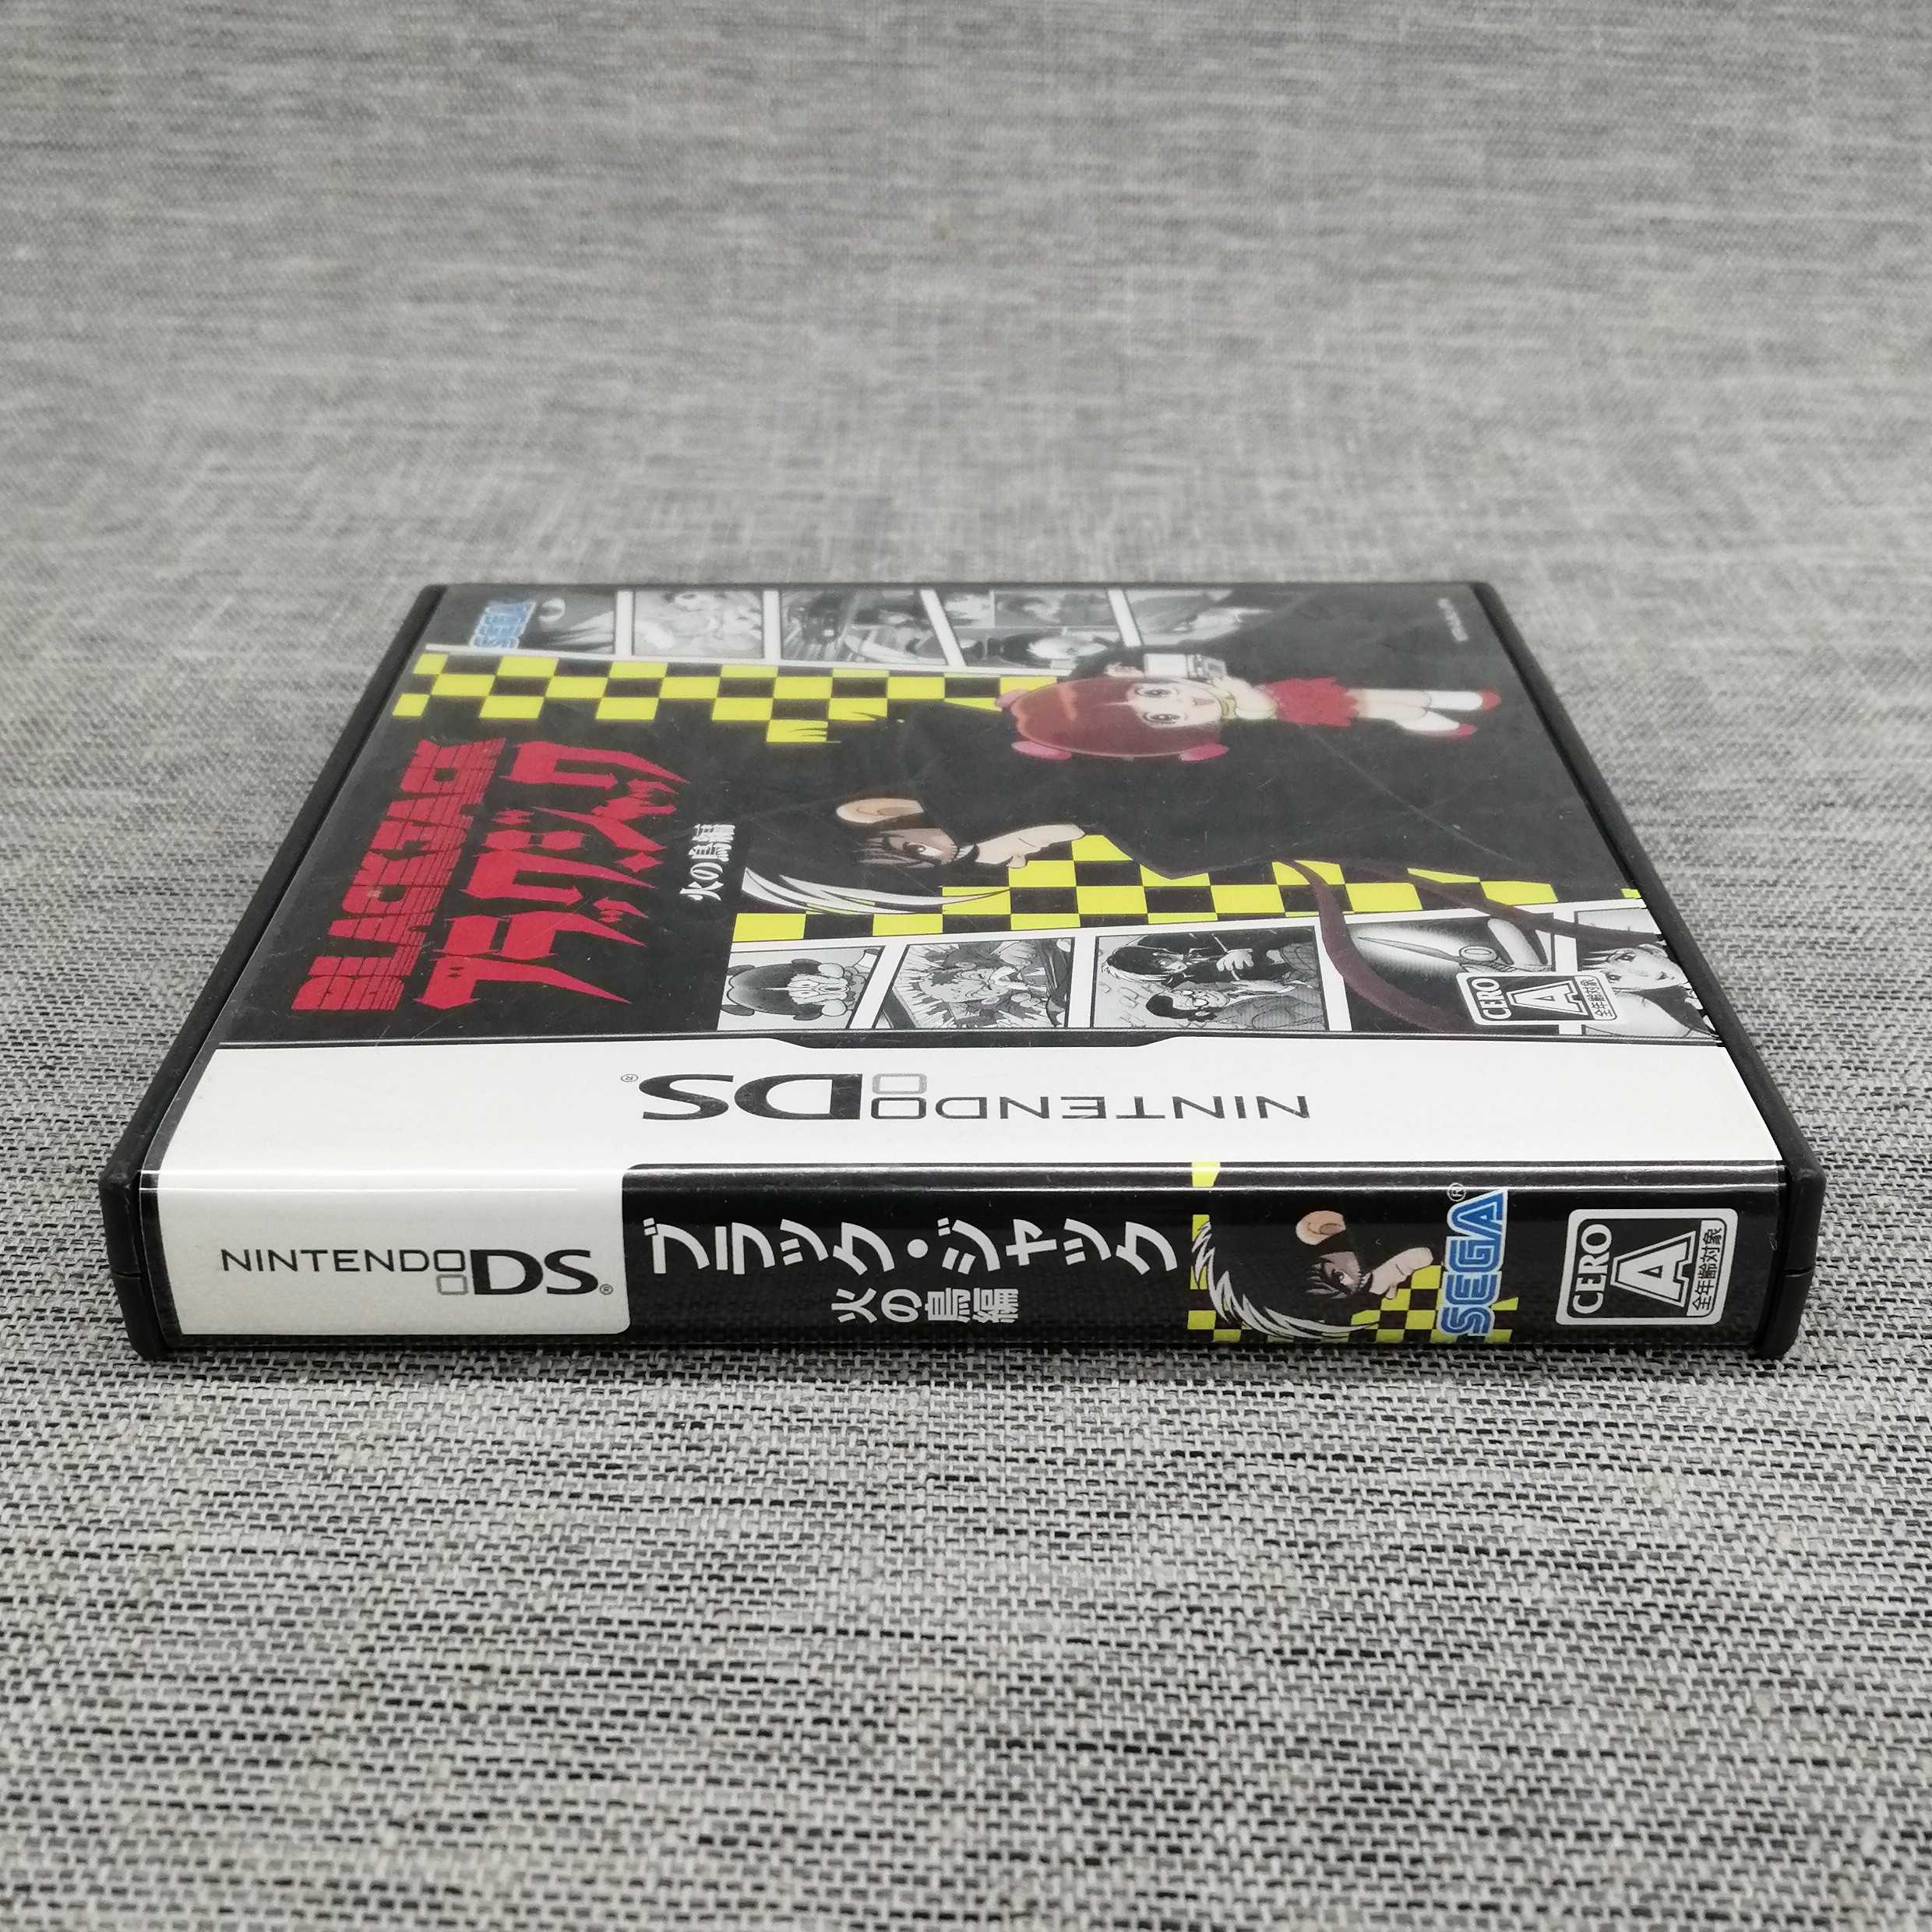 SEGA
BLACK JACK
ブラック・ジャック
火の鳥編
CERO
A
全年齢対象
NINTENDO DS®
NINTENDO DS®
ブラック・ジャック
火の鳥編
SEGA®
CERO
A
全年齢対象